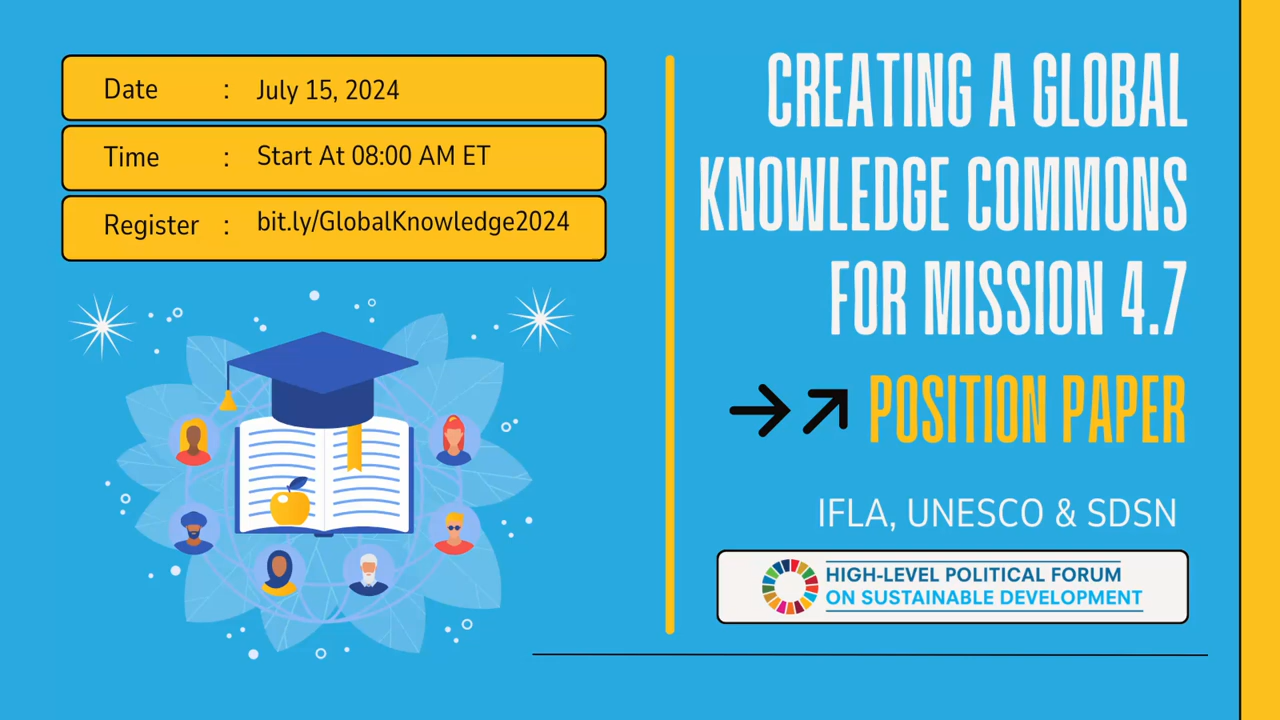 Date : July 15, 2024
Time : Start At 08:00 AM ET
Register : bit.ly/GlobalKnowledge2024
CREATING A GLOBAL
KNOWLEDGE COMMONS
FOR MISSION 4.7
POSITION PAPER
IFLA, UNESCO & SDSN
HIGH-LEVEL POLITICAL FORUM
ON SUSTAINABLE DEVELOPMENT